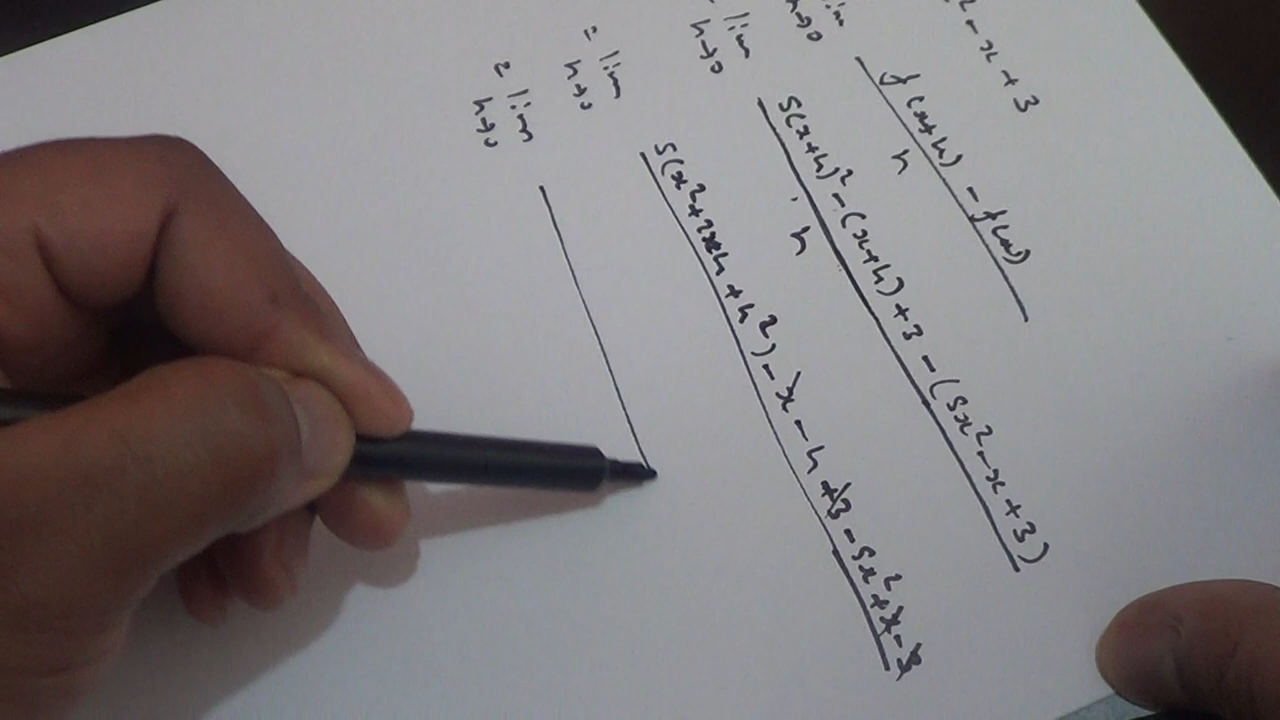 ² - x + 3
lim h→0 f(x+h) - f(x) / h
lim h→0 5(x+h)² - (x+h) + 3 - (5x² - x + 3) / h
= lim h→0 5(x² + 2xh + h²) - x - h + 3 - 5x² + x - 3
= lim h→0